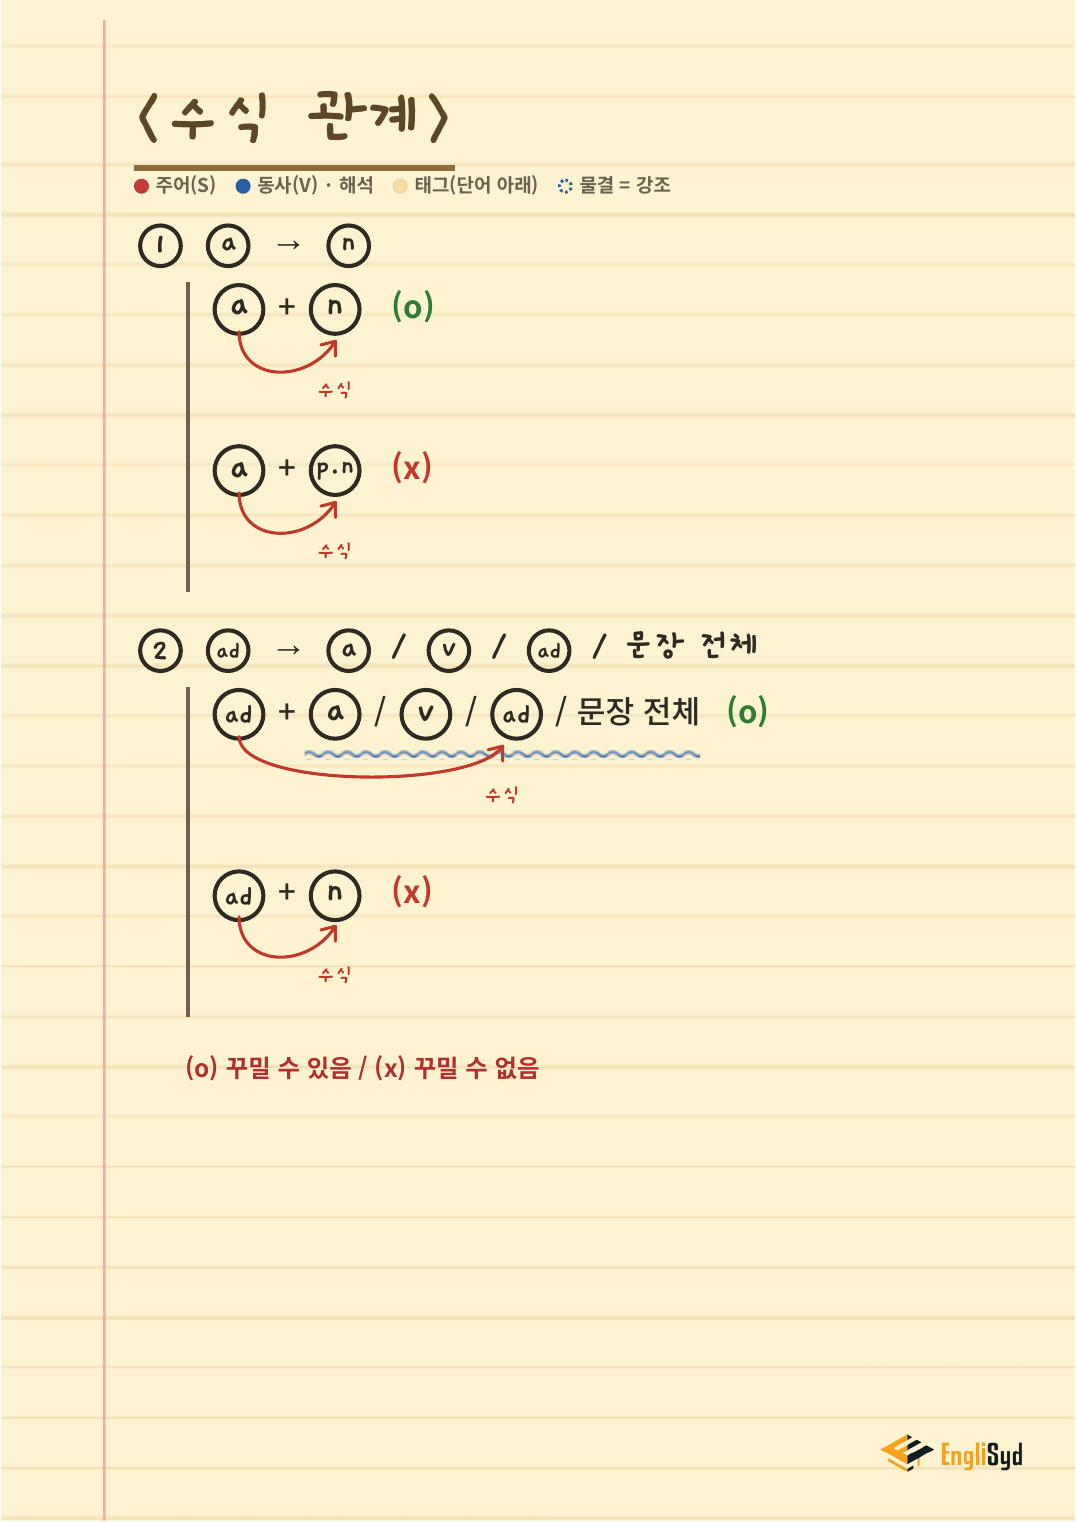 <수식 관계>
주어(S) 동사(V) · 해석 태그(단어 아래) 물결 = 강조
1 a → n
a + n (o)
수식
a + p.n (x)
수식
2 ad → a / v / ad / 문장 전체
ad + a / v / ad / 문장 전체 (o)
수식
ad + n (x)
수식
(o) 꾸밀 수 있음 / (x) 꾸밀 수 없음
EngliSyd